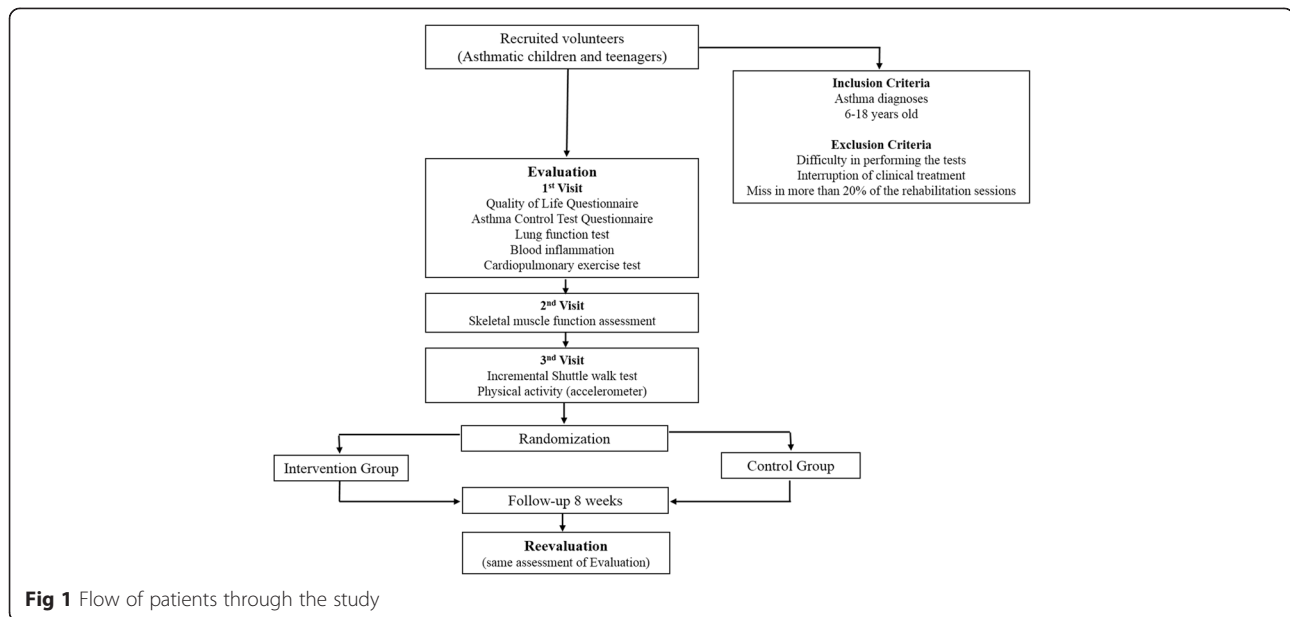 Recruited volunteers
(Asthmatic children and teenagers)
Inclusion Criteria
Asthma diagnoses
6-18 years old
Exclusion Criteria
Difficulty in performing the tests
Interruption of clinical treatment
Miss in more than 20% of the rehabilitation sessions
Evaluation
1st Visit
Quality of Life Questionnaire
Asthma Control Test Questionnaire
Lung function test
Blood inflammation
Cardiopulmonary exercise test
2nd Visit
Skeletal muscle function assessment
3nd Visit
Incremental Shuttle walk test
Physical activity (accelerometer)
Randomization
Intervention Group
Control Group
Follow-up 8 weeks
Reevaluation
(same assessment of Evaluation)
Fig 1 Flow of patients through the study